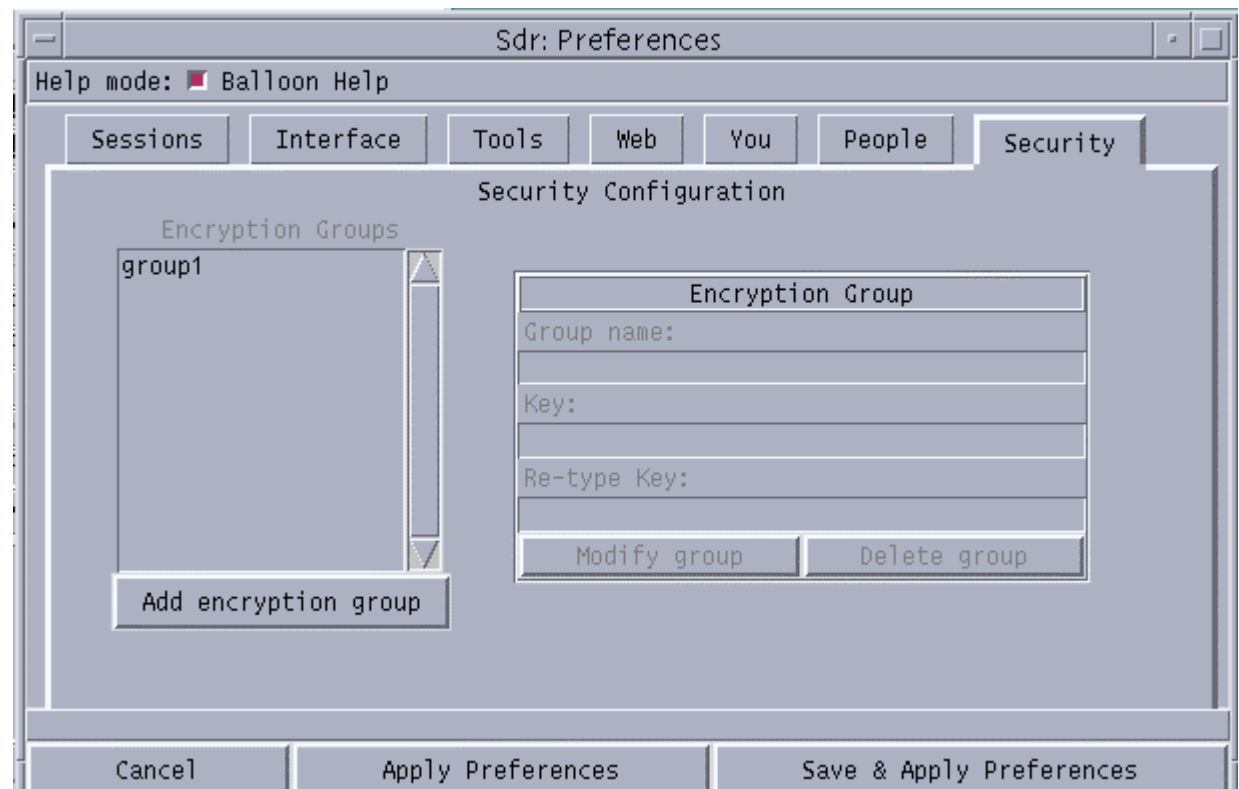 Sdr: Preferences
Help mode: Balloon Help
Sessions Interface Tools Web You People Security
Security Configuration
Encryption Groups
group1
Encryption Group
Group name:
Key:
Re-type Key:
Modify group Delete group
Add encryption group
Cancel Apply Preferences Save & Apply Preferences